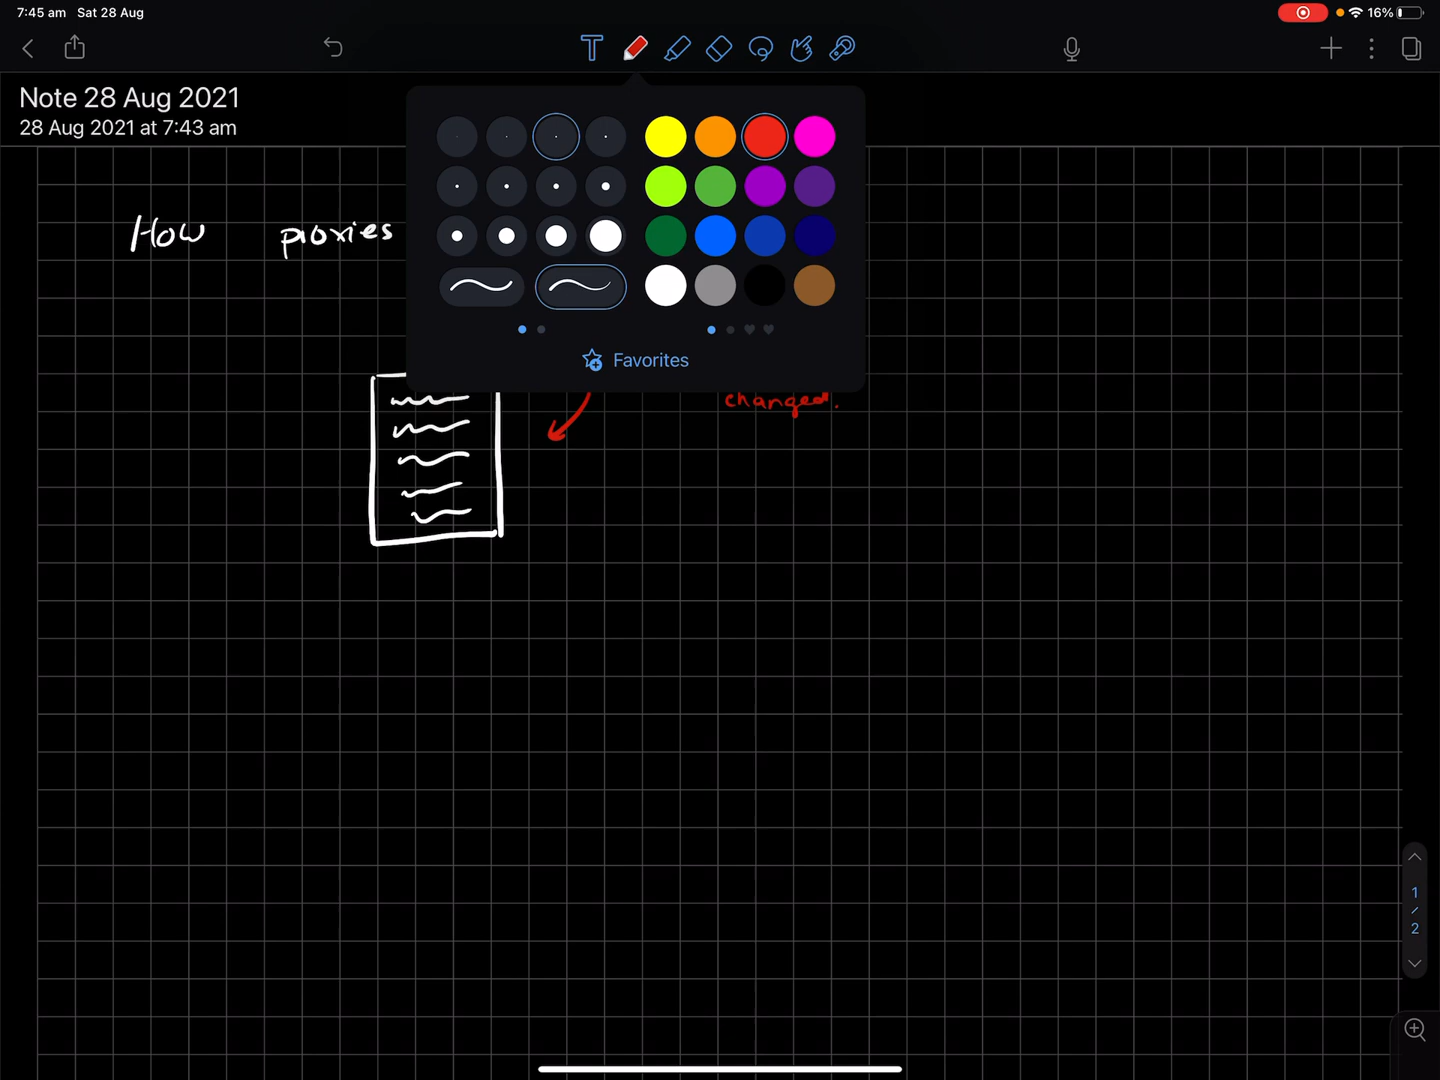 7:45 am Sat 28 Aug
16%
Note 28 Aug 2021
28 Aug 2021 at 7:43 am
How proxies
Favorites
changed.
1
/
2